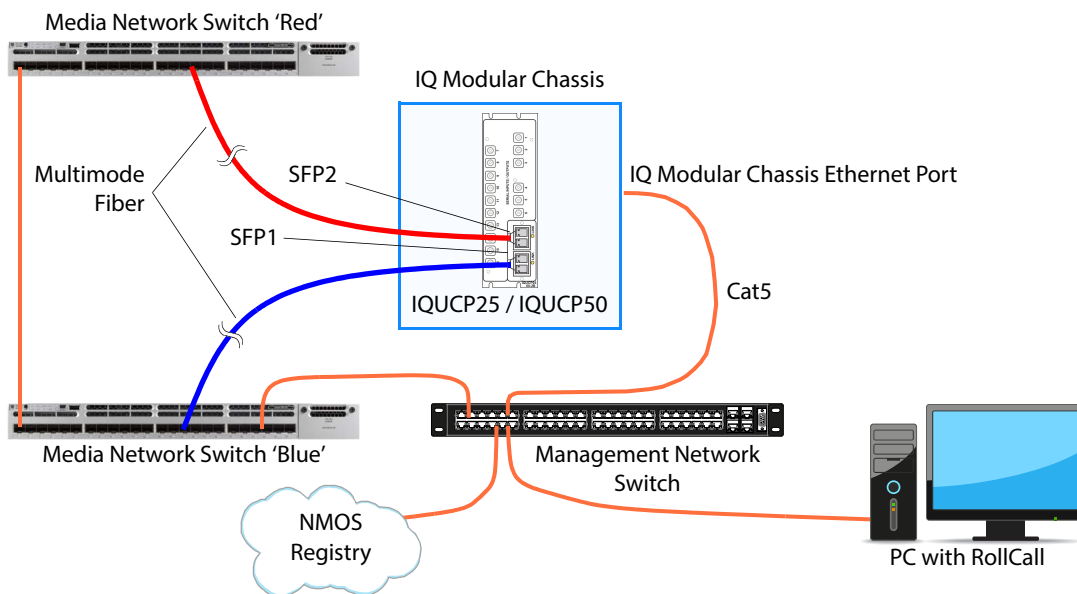 Media Network Switch ‘Red’
IQ Modular Chassis
Multimode
Fiber
SFP2
SFP1
IQ Modular Chassis Ethernet Port
IQUCP25 / IQUCP50
Cat5
Media Network Switch ‘Blue’
Management Network
Switch
NMOS
Registry
PC with RollCall